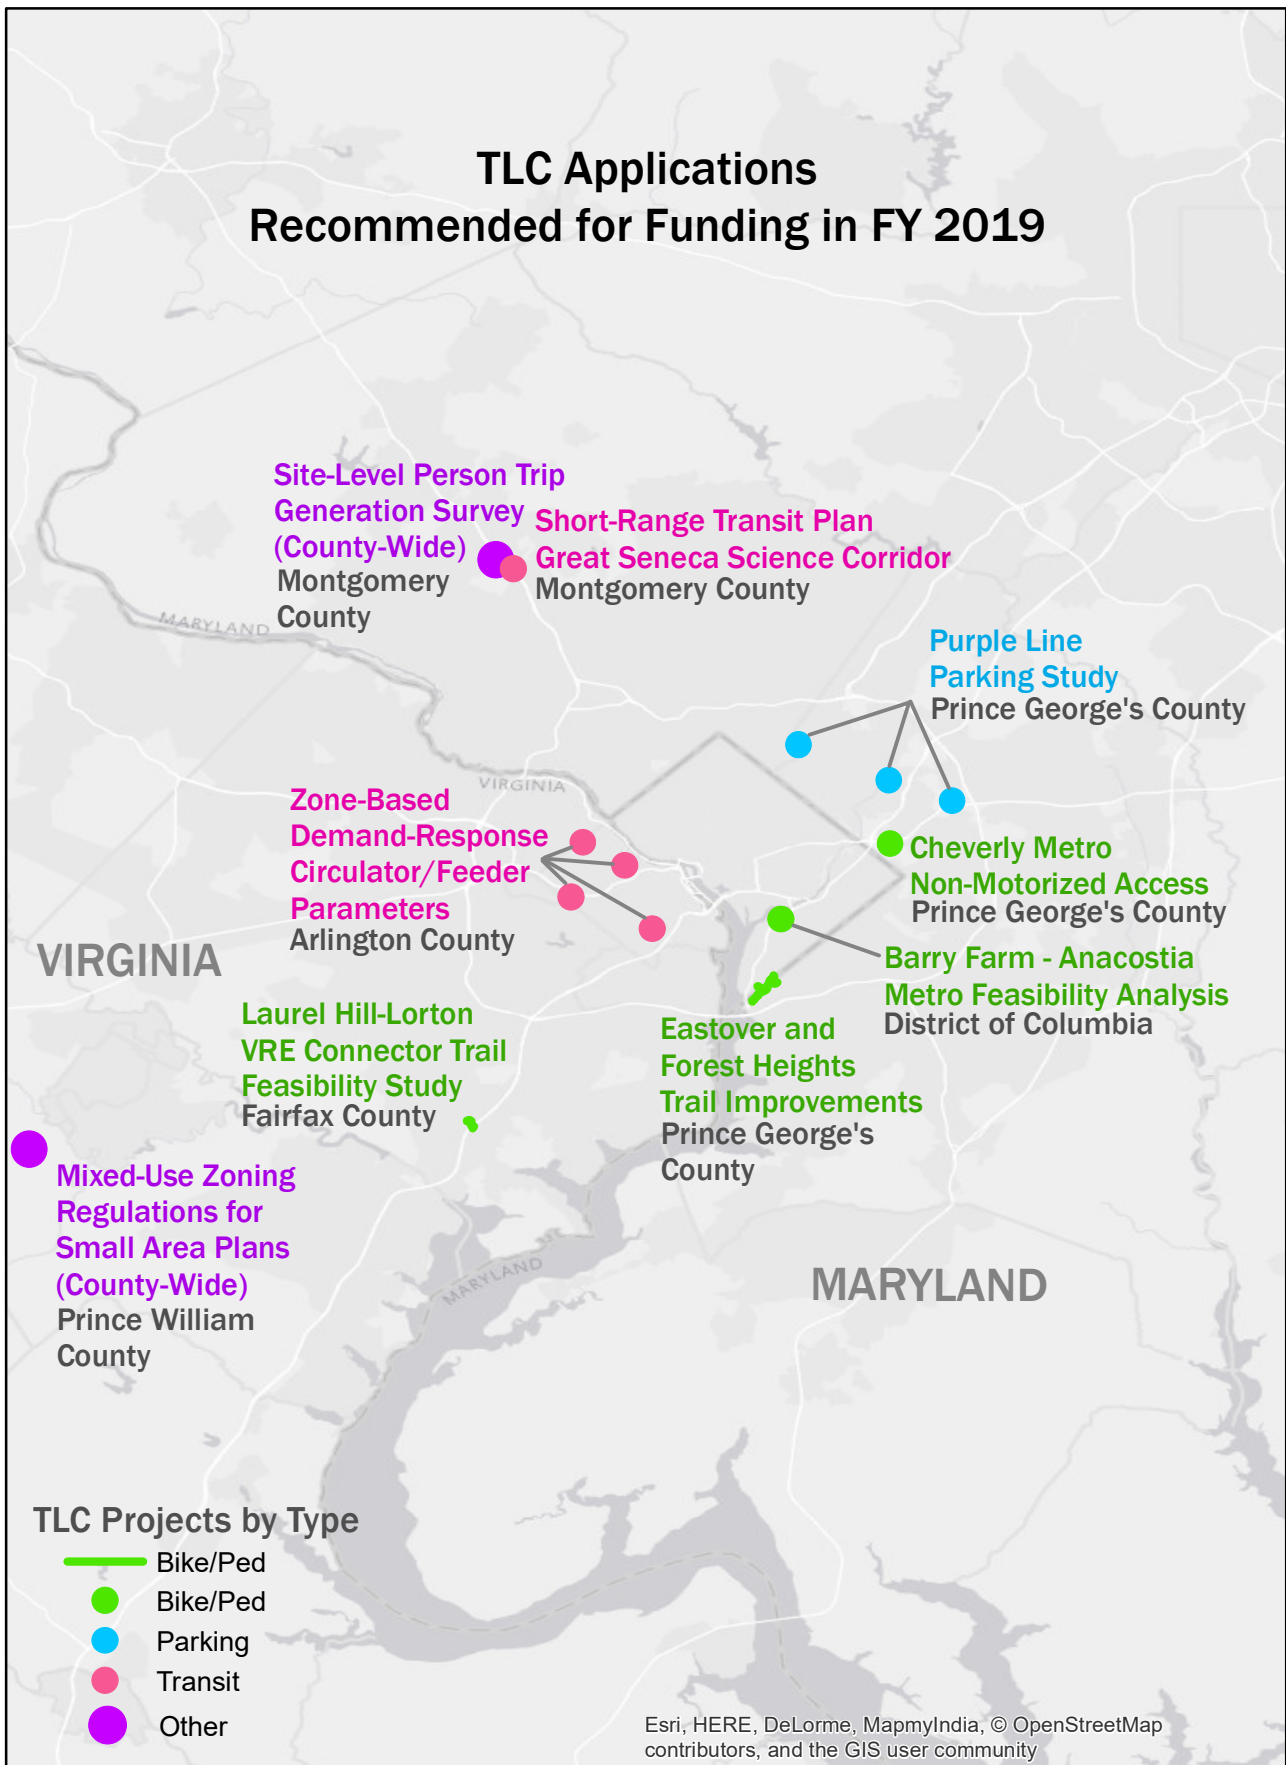 TLC Applications
Recommended for Funding in FY 2019
Site-Level Person Trip
Generation Survey
(County-Wide)
Montgomery
County
Short-Range Transit Plan
Great Seneca Science Corridor
Montgomery County
MARYLAND
Purple Line
Parking Study
Prince George's County
VIRGINIA
Zone-Based
Demand-Response
Circulator/Feeder
Parameters
Arlington County
Cheverly Metro
Non-Motorized Access
Prince George's County
VIRGINIA
Barry Farm - Anacostia
Metro Feasibility Analysis
District of Columbia
Laurel Hill-Lorton
VRE Connector Trail
Feasibility Study
Fairfax County
Eastover and
Forest Heights
Trail Improvements
Prince George's
County
Mixed-Use Zoning
Regulations for
Small Area Plans
(County-Wide)
Prince William
County
MARYLAND
MARYLAND
TLC Projects by Type
Bike/Ped
Bike/Ped
Parking
Transit
Other
Esri, HERE, DeLorme, MapmyIndia, © OpenStreetMap
contributors, and the GIS user community